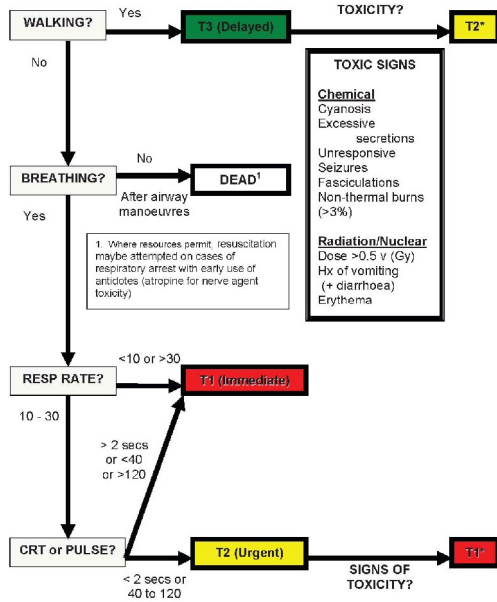 WALKING?
Yes
T3 (Delayed)
TOXICITY?
T2*
No
TOXIC SIGNS
Chemical
Cyanosis
Excessive
secretions
Unresponsive
Seizures
Fasciculations
Non-thermal burns
(>3%)
Radiation/Nuclear
Dose >0.5 v (Gy)
Hx of vomiting
(+ diarrhoea)
Erythema
BREATHING?
No
After airway
manoeuvres
DEAD1
Yes
1. Where resources permit, resuscitation
maybe attempted on cases of
respiratory arrest with early use of
antidotes (atropine for nerve agent
toxicity)
RESP RATE?
<10 or >30
T1 (Immediate)
10 - 30
> 2 secs
or <40
or >120
CRT or PULSE?
< 2 secs or
40 to 120
T2 (Urgent)
SIGNS OF
TOXICITY?
T1*